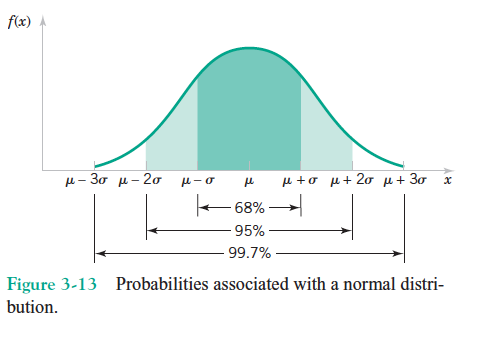 f(x)
μ – 3σ μ – 2σ μ – σ μ μ + σ μ + 2σ μ + 3σ x
68%
95%
99.7%
Figure 3-13 Probabilities associated with a normal distri-
bution.